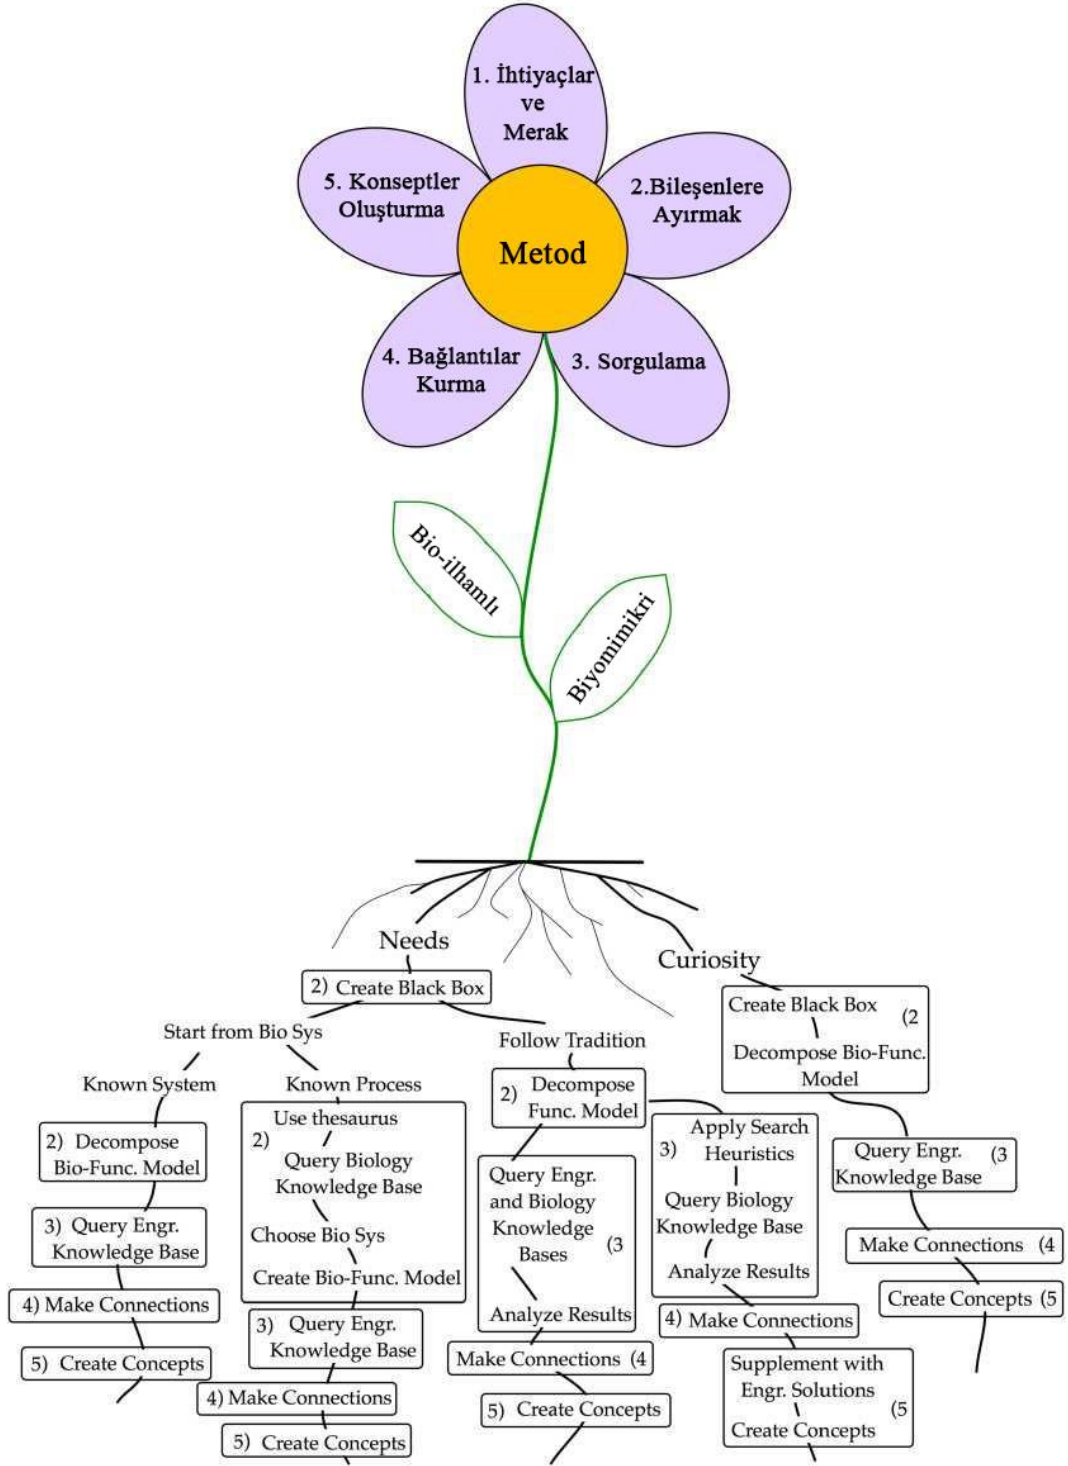 1. İhtiyaçlar
ve
Merak
2.Bileşenlere
Ayırmak
3. Sorgulama
4. Bağlantılar
Kurma
5. Konseptler
Oluşturma
Metod
Bio-ilhamlı
Biyomimikri
Needs
2) Create Black Box
Start from Bio Sys
Known System
2) Decompose
Bio-Func. Model
3) Query Engr.
Knowledge Base
4) Make Connections
5) Create Concepts
Known Process
Use thesaurus
2)
Query Biology
Knowledge Base
Choose Bio Sys
Create Bio-Func. Model
3) Query Engr.
Knowledge Base
4) Make Connections
5) Create Concepts
Follow Tradition
2) Decompose
Func. Model
Query Engr.
and Biology
Knowledge
Bases (3
Analyze Results
Make Connections (4
5) Create Concepts
Apply Search
3) Heuristics
Query Biology
Knowledge Base
Analyze Results
4) Make Connections
Supplement with
Engr. Solutions
(5
Create Concepts
Curiosity
Create Black Box (2
Decompose Bio-Func.
Model
Query Engr. (3
Knowledge Base
Make Connections (4
Create Concepts (5